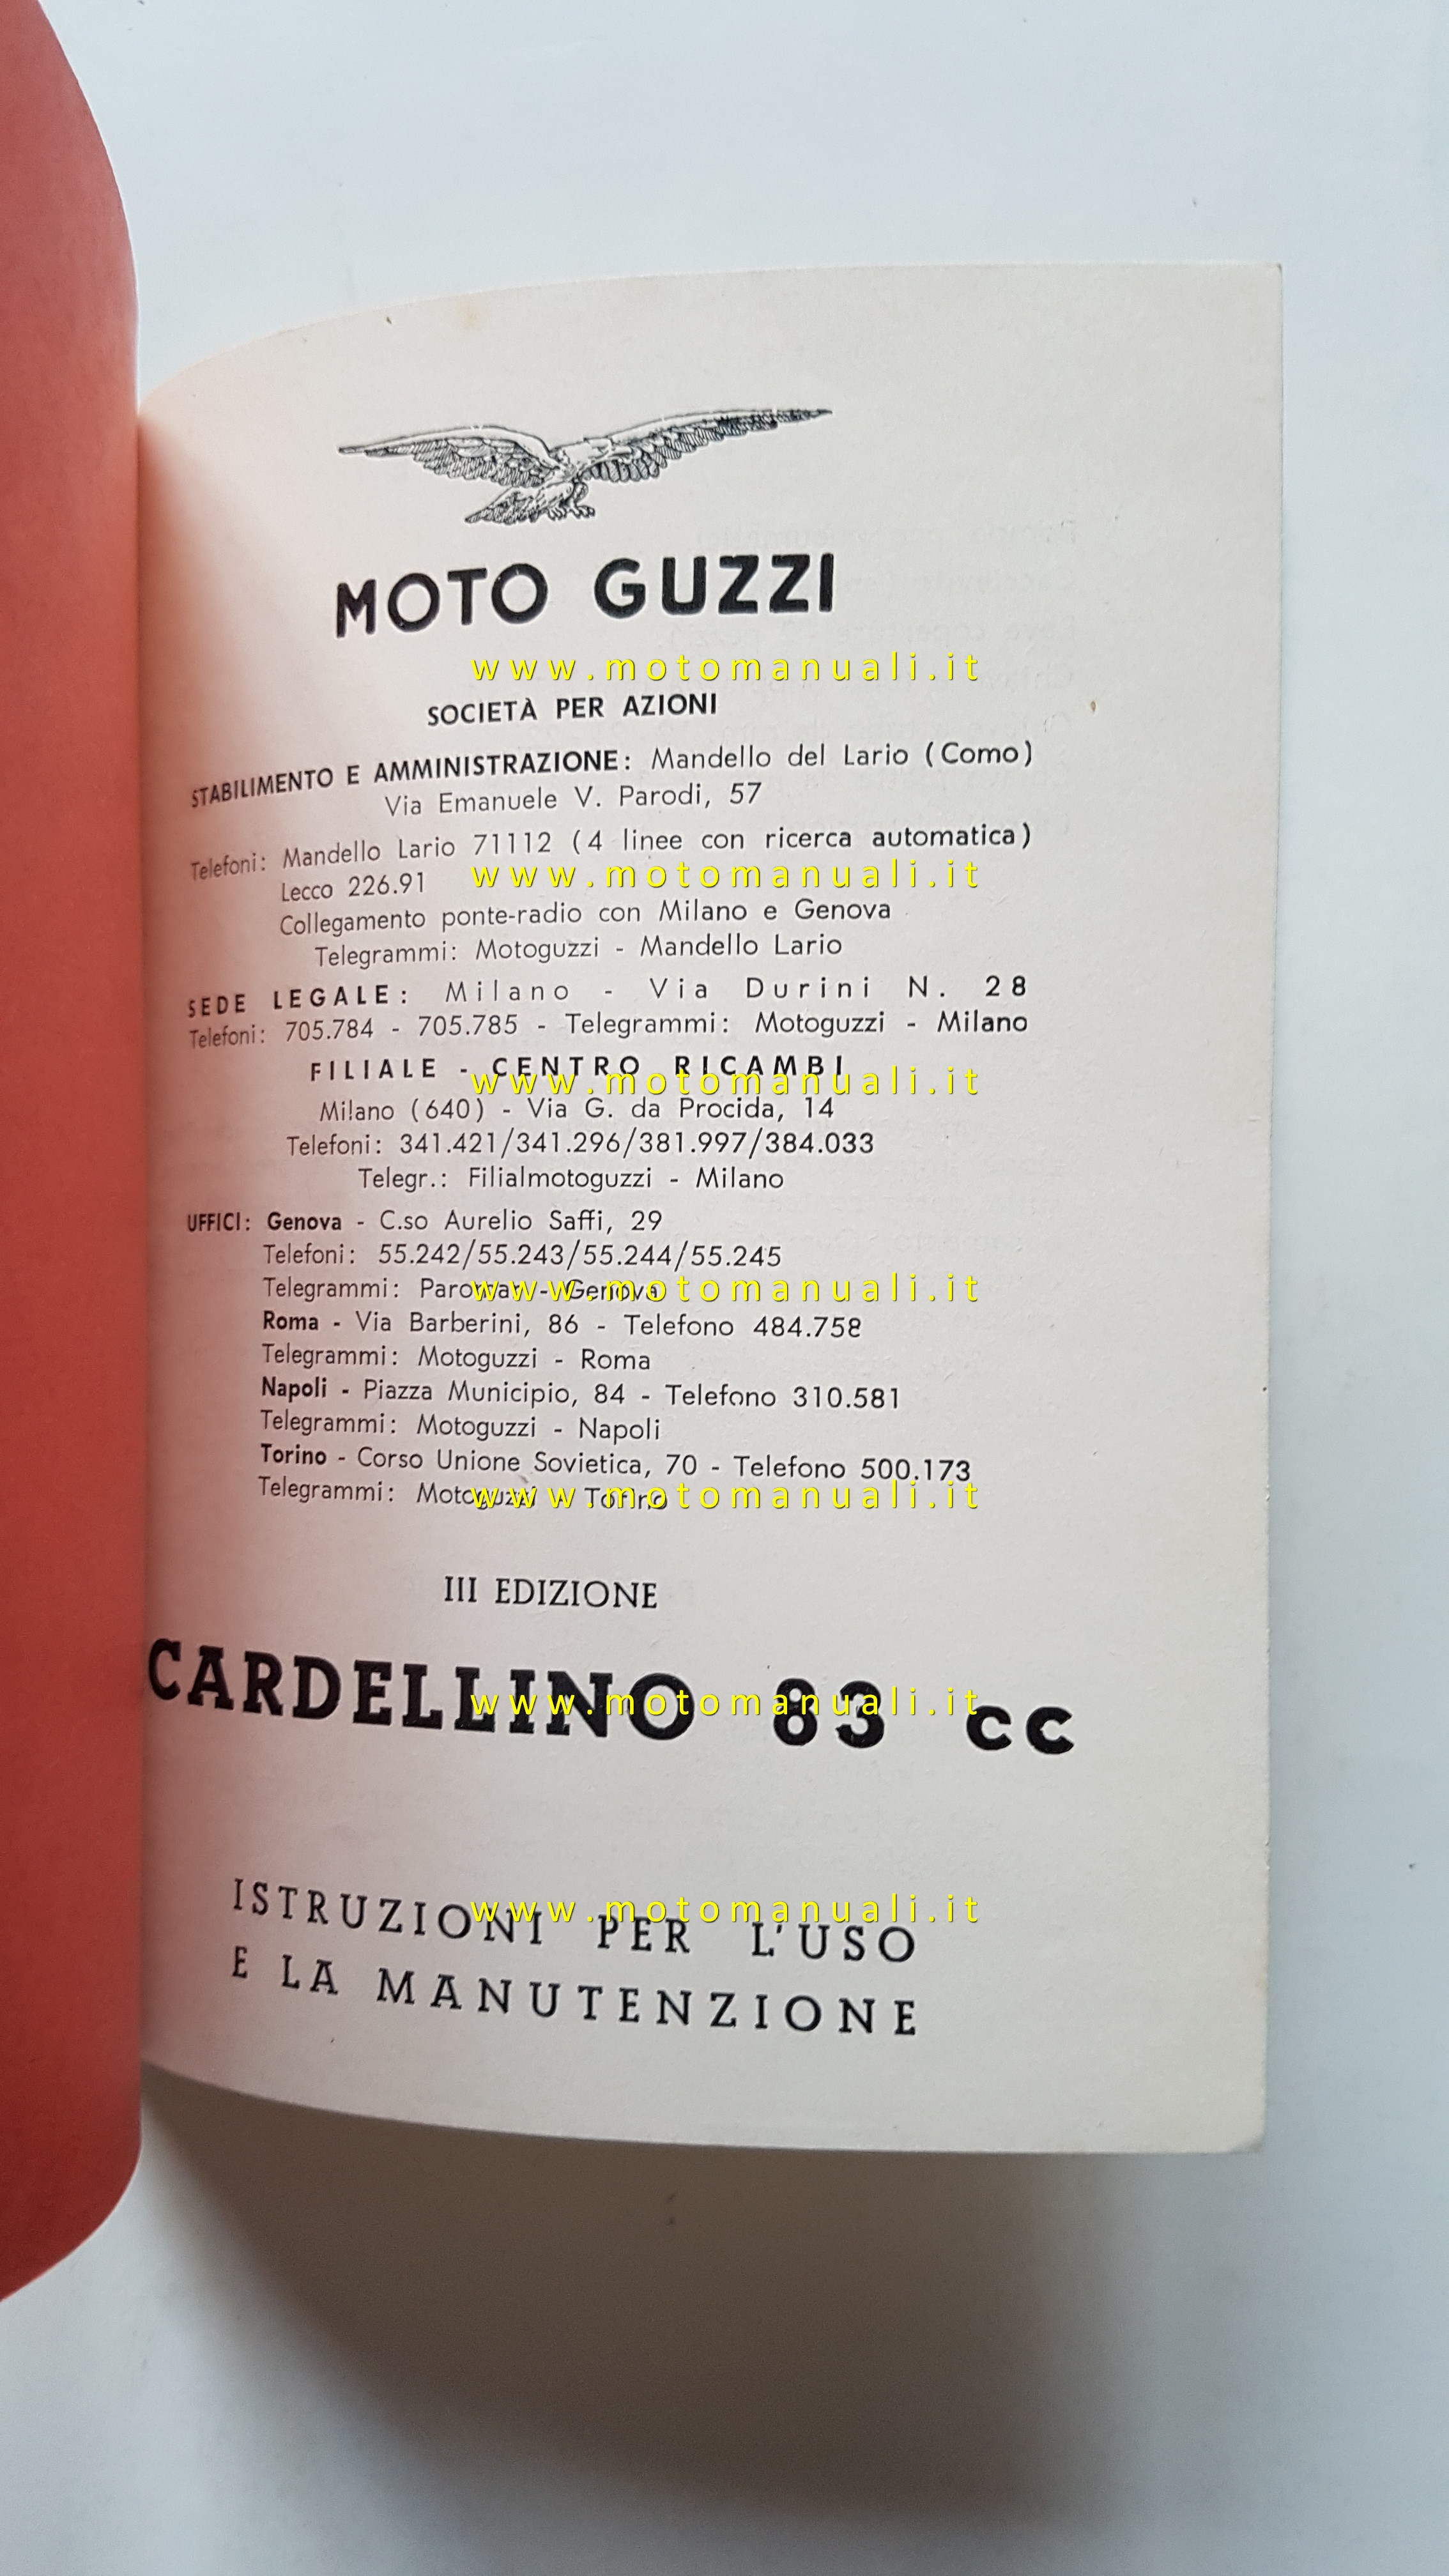 MOTO GUZZI
www.motomanuali.it
SOCIETÀ PER AZIONI
STABILIMENTO E AMMINISTRAZIONE: Mandello del Lario (Como)
Via Emanuele V. Parodi, 57
Telefoni: Mandello Lario 71112 (4 linee con ricerca automatica)
Lecco 226.91
www.motomanuali.it
Collegamento ponte-radio con Milano e Genova
Telegrammi: Motoguzzi - Mandello Lario
SEDE LEGALE: Milano - Via Durini N. 28
Telefoni: 705.784 - 705.785 - Telegrammi: Motoguzzi - Milano
FILIALE - CENTRO RICAMBI
www.motomanuali.it
Milano (640) - Via G. da Procida, 14
Telefoni: 341.421/341.296/381.997/384.033
Telegr.: Filialmotoguzzi - Milano
UFFICI: Genova - C.so Aurelio Saffi, 29
Telefoni: 55.242/55.243/55.244/55.245
Telegrammi: - Genova
www.motomanuali.it
Roma - Via Barberini, 86 - Telefono 484.758
Telegrammi: Motoguzzi - Roma
Napoli - Piazza Municipio, 84 - Telefono 310.581
Telegrammi: Motoguzzi - Napoli
Torino - Corso Unione Sovietica, 70 - Telefono 500.173
Telegrammi: Motoguzzi - Torino
www.motomanuali.it
III EDIZIONE
CARDELLINO 83 cc
www.motomanuali.it
ISTRUZIONI PER L'USO
www.motomanuali.it
E LA MANUTENZIONE